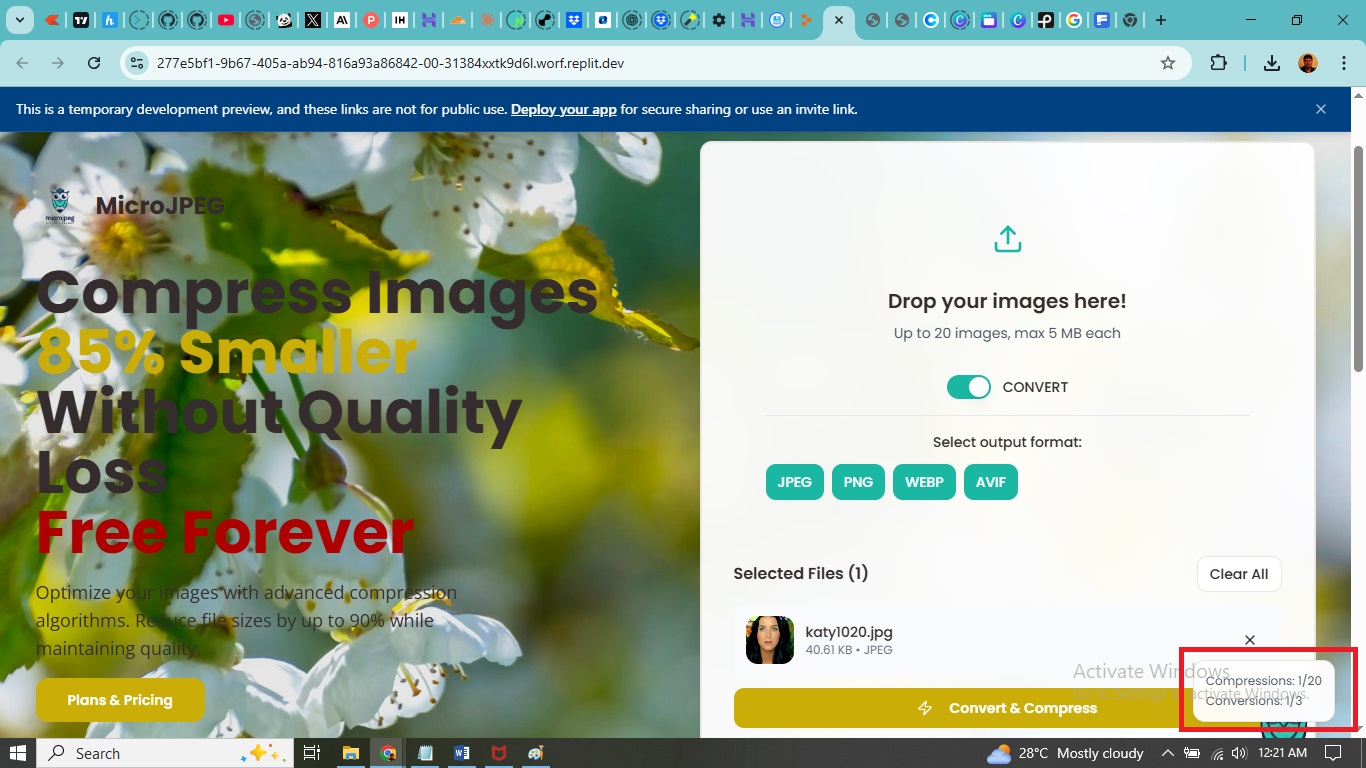 277e5bf1-9b67-405a-ab94-816a93a86842-00-31384xxtk9d6l.worf.replit.dev
This is a temporary development preview, and these links are not for public use. Deploy your app for secure sharing or use an invite link.
microjpeg
MicroJPEG
Compress Images
85% Smaller
Without Quality
Loss
Free Forever
Optimize your images with advanced compression
algorithms. Reduce file sizes by up to 90% while
maintaining quality.
Plans & Pricing
Drop your images here!
Up to 20 images, max 5 MB each
CONVERT
Select output format:
JPEG PNG WEBP AVIF
Selected Files (1)
Clear All
katy1020.jpg
40.61 KB • JPEG
Convert & Compress
Activate Windows
activate Windows.
Compressions: 1/20
Conversions: 1/3
Search
28°C Mostly cloudy
12:21 AM